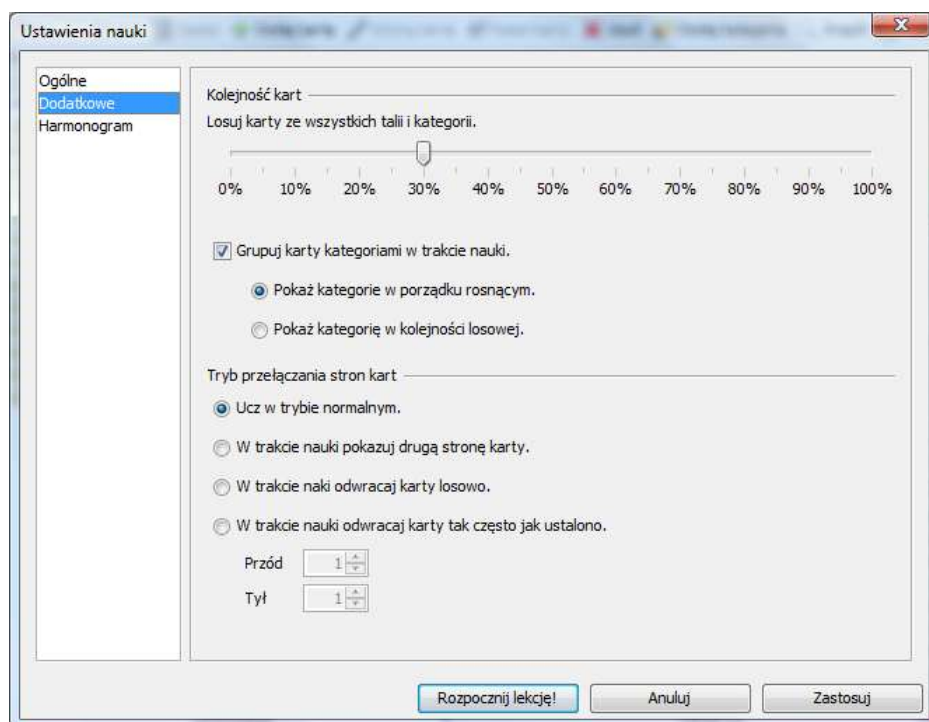 Ustawienia nauki
Ogólne
Dodatkowe
Harmonogram
Kolejność kart
Losuj karty ze wszystkich talii i kategorii.
0% 10% 20% 30% 40% 50% 60% 70% 80% 90% 100%
Grupuj karty kategoriami w trakcie nauki.
Pokaż kategorie w porządku rosnącym.
Pokaż kategorię w kolejności losowej.
Tryb przełączania stron kart
Ucz w trybie normalnym.
W trakcie nauki pokazuj drugą stronę karty.
W trakcie naki odwracaj karty losowo.
W trakcie nauki odwracaj karty tak często jak ustalono.
Przód 1
Tył 1
Rozpocznij lekcję! Anuluj Zastosuj